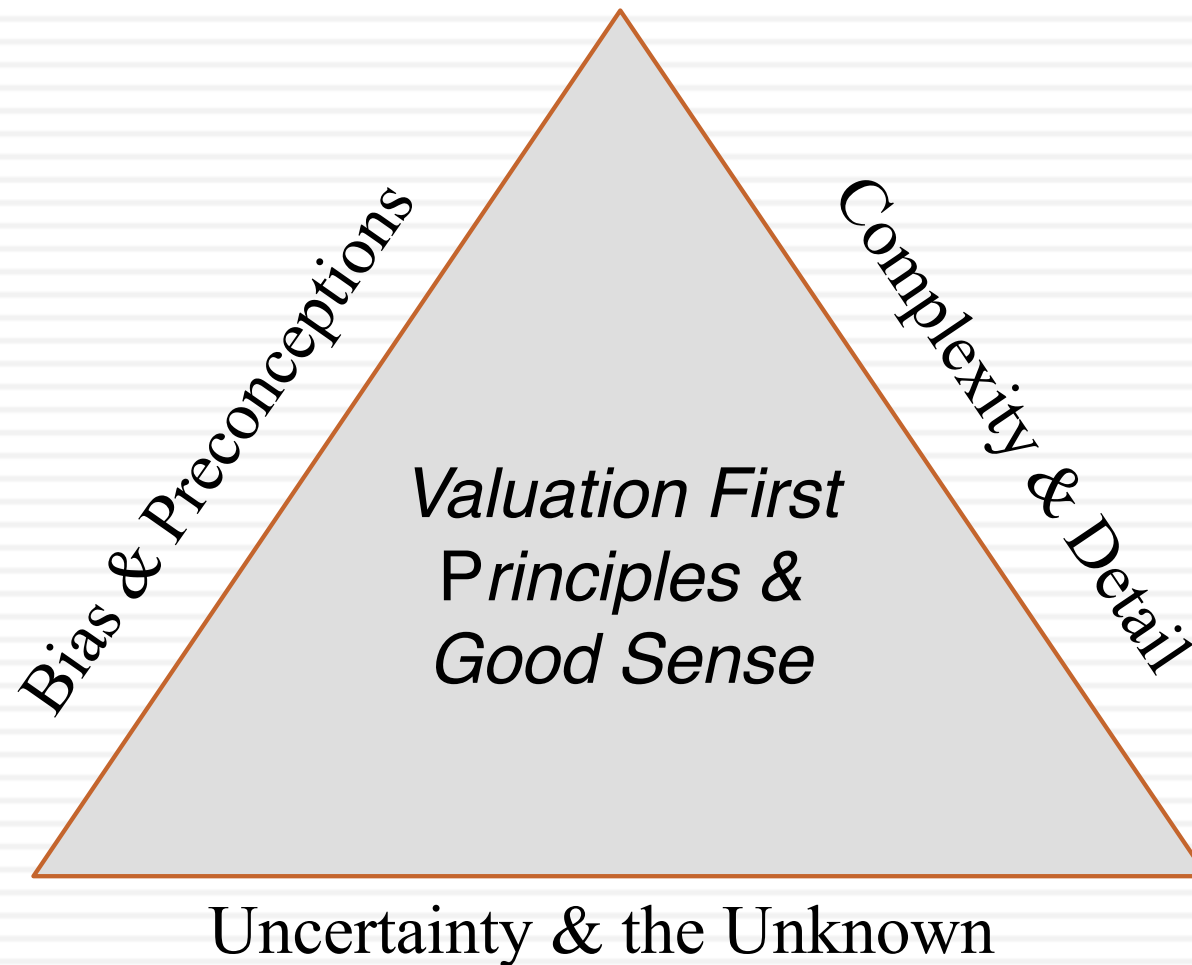 Bias & Preconceptions
Complexity & Detail
Valuation First
Principles &
Good Sense
Uncertainty & the Unknown